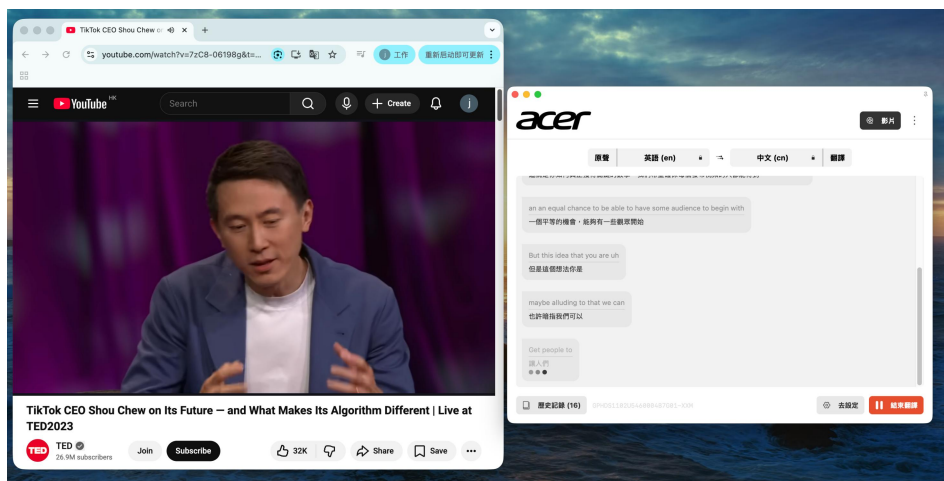 TikTok CEO Shou Chew on
youtube.com/watch?v=7zC8-06198g&t=...
工作
重新启动即可更新
YouTube HK
Search
Create
j
TikTok CEO Shou Chew on Its Future — and What Makes Its Algorithm Different | Live at
TED2023
TED
TED
26.9M subscribers
Join
Subscribe
32K
Share
Save
acer
影片
原聲
英語 (en)
中文 (cn)
翻譯
an an equal chance to be able to have some audience to begin with
一個平等的機會，能夠有一些觀眾開始
But this idea that you are uh
但是這個想法你是
maybe alluding to that we can
也許暗指我們可以
Get people to
讓人們
歷史記錄 (16)
去設定
結束翻譯